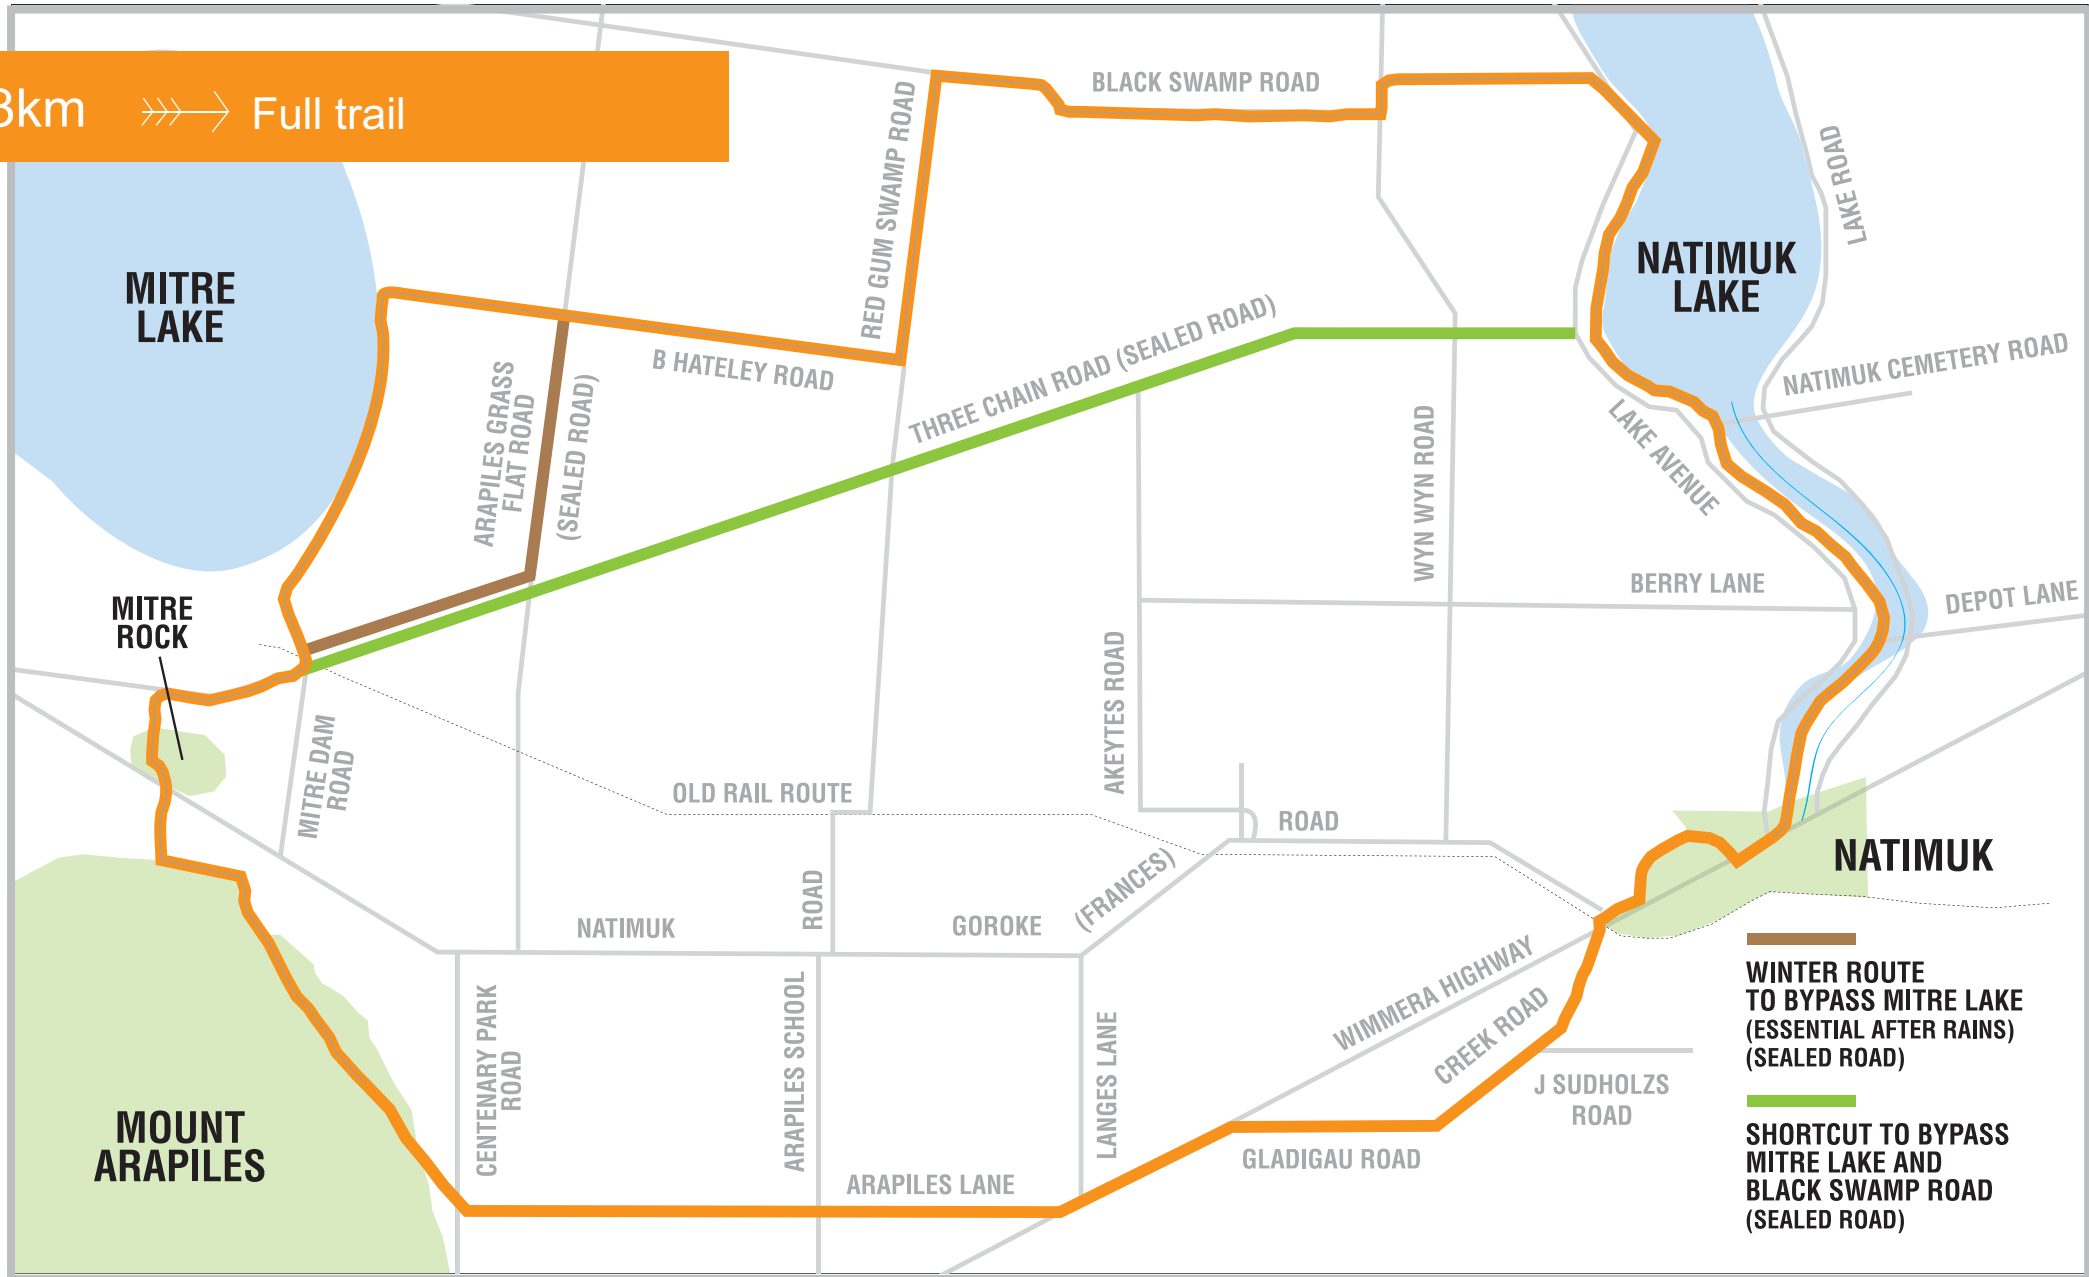 3km
Full trail
BLACK SWAMP ROAD
RED GUM SWAMP ROAD
LAKE ROAD
MITRE
LAKE
NATIMUK
LAKE
B HATELEY ROAD
THREE CHAIN ROAD (SEALED ROAD)
NATIMUK CEMETERY ROAD
ARAPILES GRASS
FLAT ROAD
(SEALED ROAD)
WYN WYN ROAD
LAKE AVENUE
BERRY LANE
DEPOT LANE
MITRE
ROCK
MITRE DAM
ROAD
OLD RAIL ROUTE
AKEYTES ROAD
ROAD
NATIMUK
ROAD
NATIMUK
GOROKE
(FRANCES)
WIMMERA HIGHWAY
CREEK ROAD
J SUDHOLZS
ROAD
CENTENARY PARK
ROAD
ARAPILES SCHOOL
LANGES LANE
MOUNT
ARAPILES
ARAPILES LANE
GLADIGAU ROAD
WINTER ROUTE
TO BYPASS MITRE LAKE
(ESSENTIAL AFTER RAINS)
(SEALED ROAD)
SHORTCUT TO BYPASS
MITRE LAKE AND
BLACK SWAMP ROAD
(SEALED ROAD)